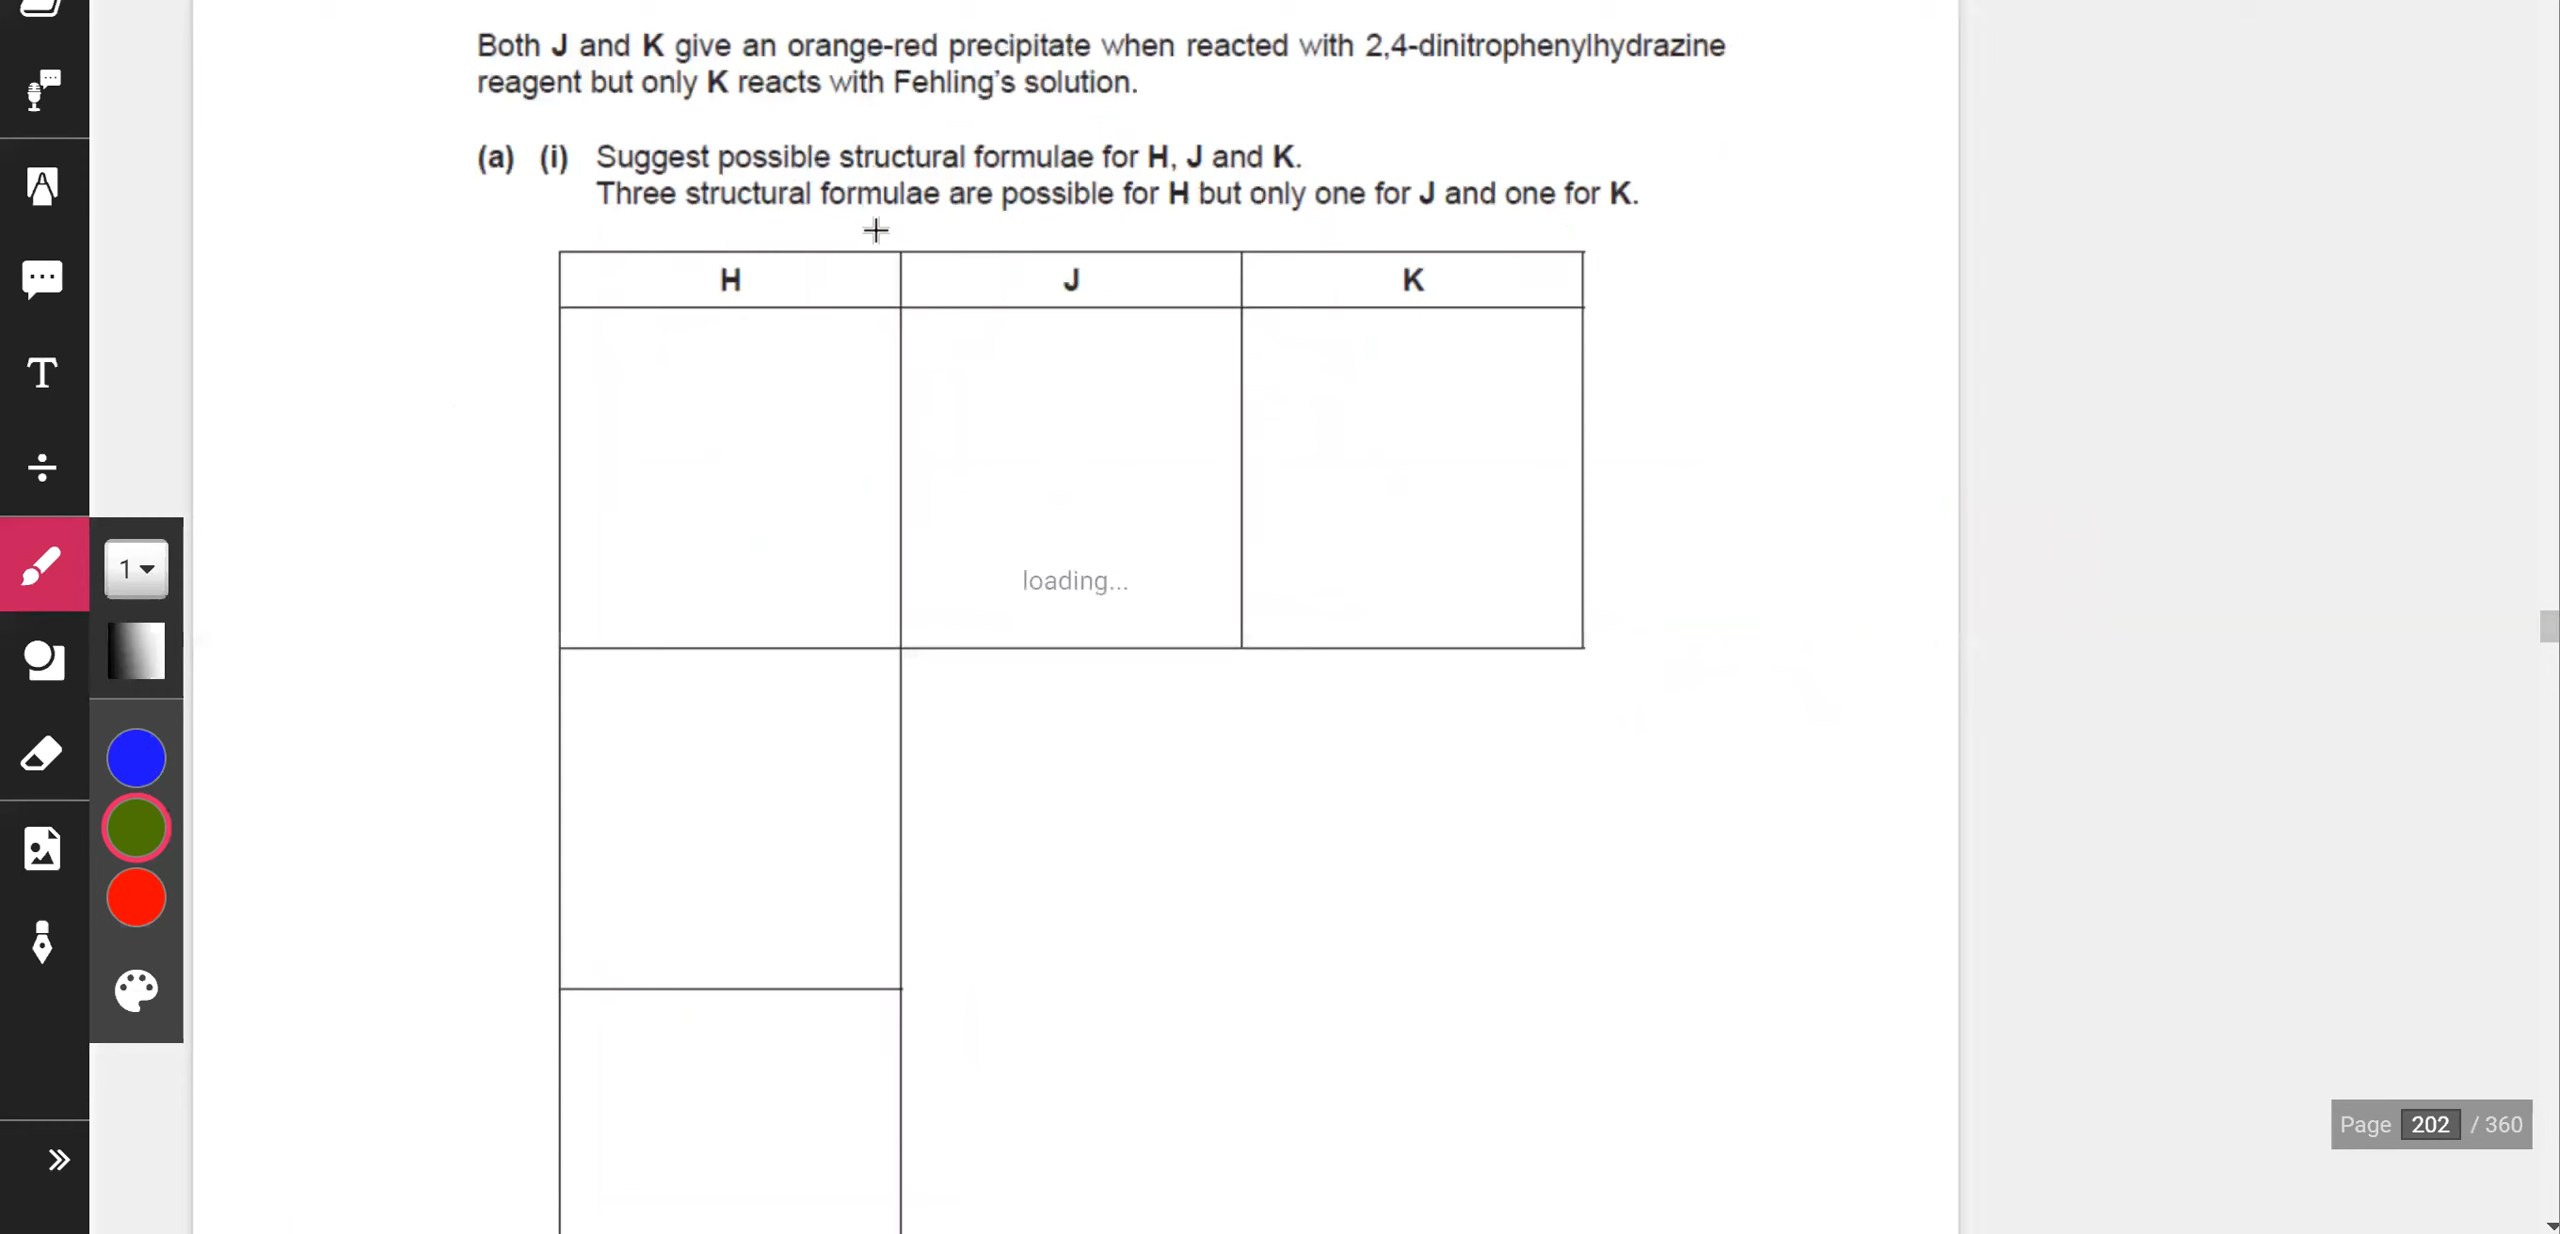 Both J and K give an orange-red precipitate when reacted with 2,4-dinitrophenylhydrazine
reagent but only K reacts with Fehling's solution.
(a) (i) Suggest possible structural formulae for H, J and K.
Three structural formulae are possible for H but only one for J and one for K.
H J K
loading...
T
1
Page 202 / 360